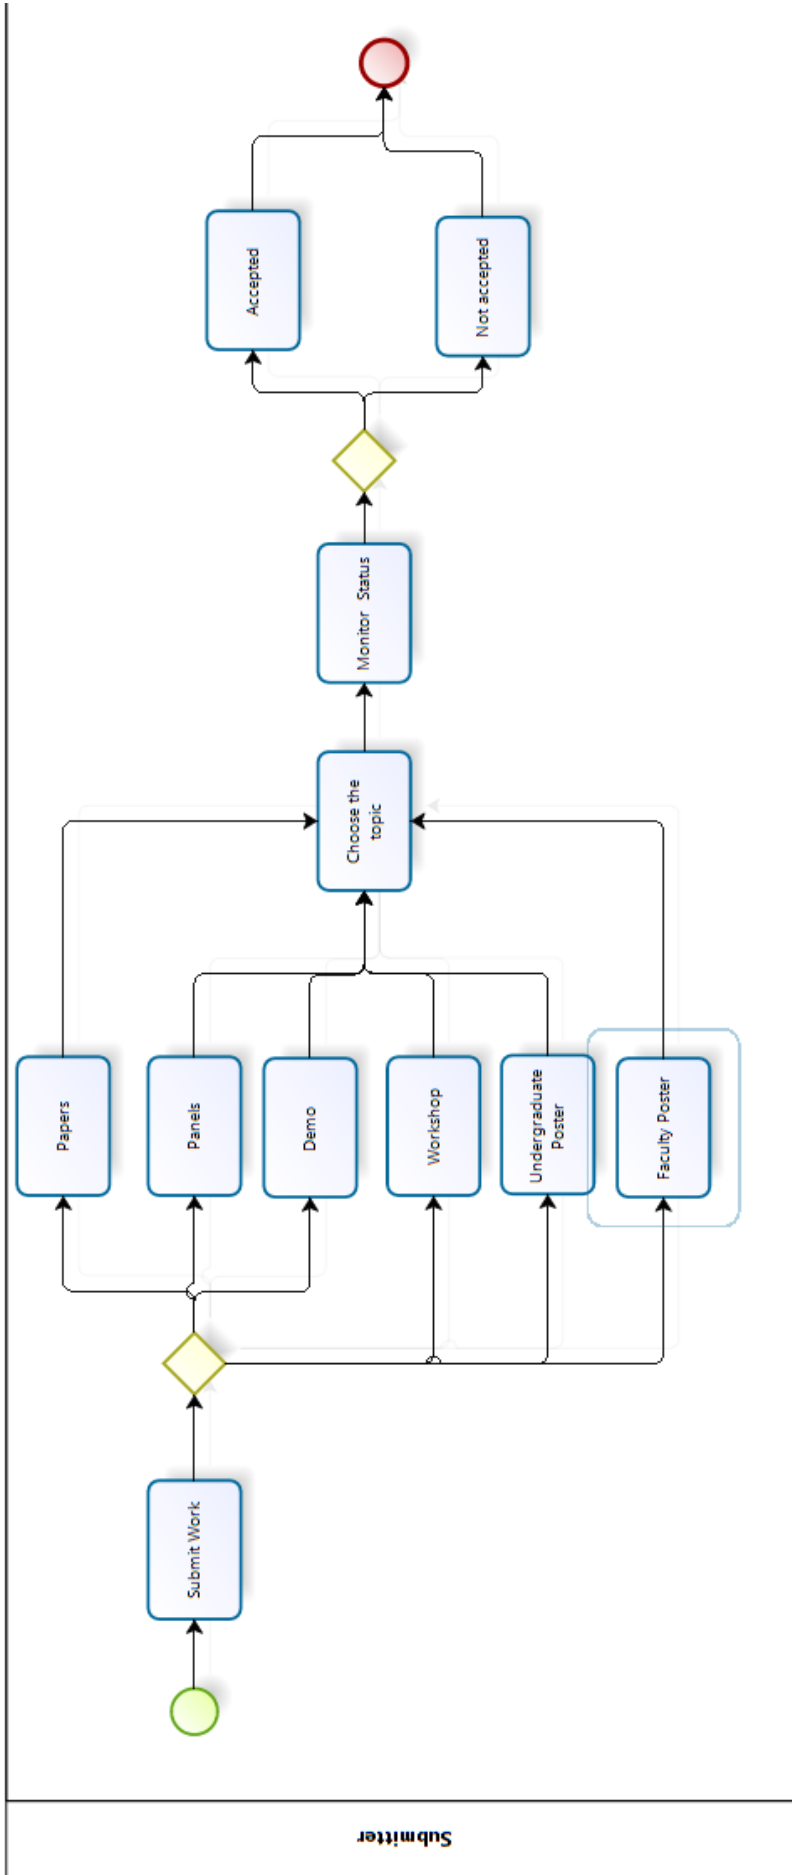 Submitter
Submit Work
Papers
Panels
Demo
Workshop
Undergraduate
Poster
Faculty Poster
Choose the
topic
Monitor Status
Accepted
Not accepted